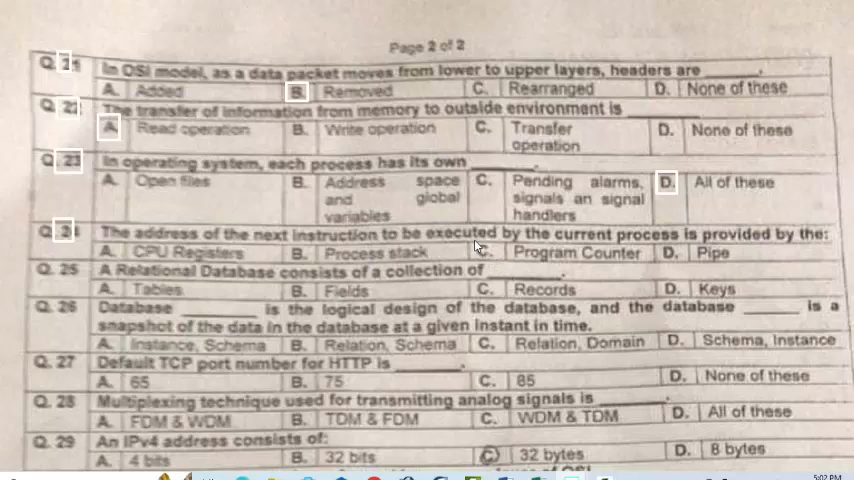 Page 2 of 2
Q. 21 In OSI model, as a data packet moves from lower to upper layers, headers are ______.
A. Added B. Removed C. Rearranged D. None of these
Q. 22 The transfer of information from memory to outside environment is ________
A. Read operation B. Write operation C. Transfer operation D. None of these
Q. 23 In operating system, each process has its own ________.
A. Open files B. Address space and global variables C. Pending alarms, signals an signal handlers D. All of these
Q. 24 The address of the next instruction to be executed by the current process is provided by the:
A. CPU Registers B. Process stack C. Program Counter D. Pipe
Q. 25 A Relational Database consists of a collection of ________.
A. Tables B. Fields C. Records D. Keys
Q. 26 Database ________ is the logical design of the database, and the database ______ is a
snapshot of the data in the database at a given instant in time.
A. Instance, Schema B. Relation, Schema C. Relation, Domain D. Schema, Instance
Q. 27 Default TCP port number for HTTP is ________.
A. 65 B. 75 C. 85 D. None of these
Q. 28 Multiplexing technique used for transmitting analog signals is ________.
A. FDM & WDM B. TDM & FDM C. WDM & TDM D. All of these
Q. 29 An IPv4 address consists of:
A. 4 bits B. 32 bits C. 32 bytes D. 8 bytes
5:02 PM